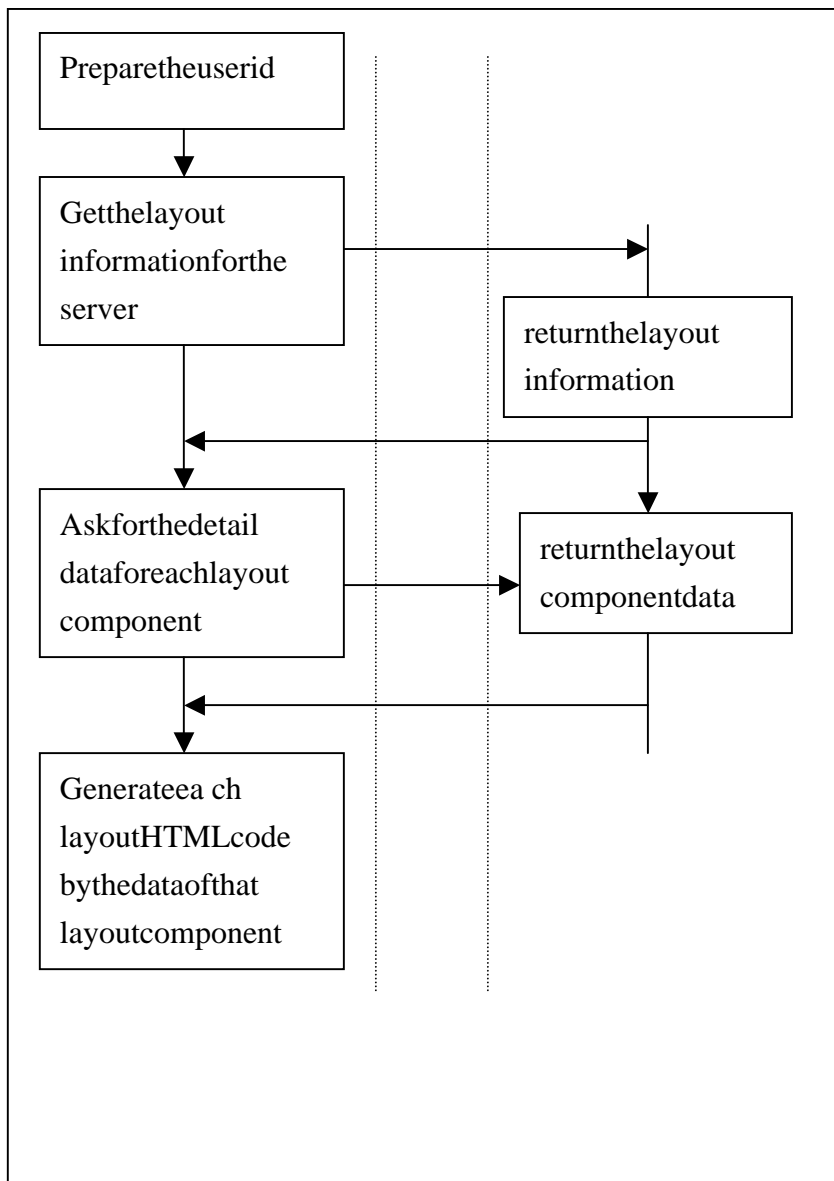 Preparetheuserid
Getthelayout
informationforthe
server
returnthelayout
information
Askforthedetail
dataforeachlayout
component
returnthelayout
componentdata
Generateea ch
layoutHTMLcode
bythedataofthat
layoutcomponent